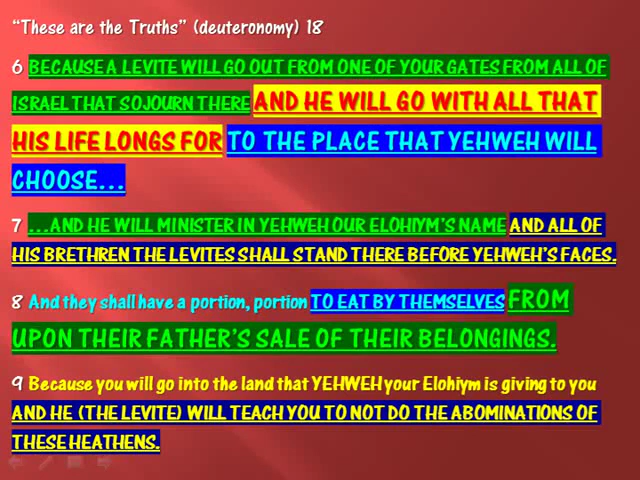 “These are the Truths” (deuteronomy) 18
6 BECAUSE A LEVITE WILL GO OUT FROM ONE OF YOUR GATES FROM ALL OF
ISRAEL THAT SOJOURN THERE AND HE WILL GO WITH ALL THAT
HIS LIFE LONGS FOR TO THE PLACE THAT YEHWEH WILL
CHOOSE...
7 ...AND HE WILL MINISTER IN YEHWEH OUR ELOHIYM’S NAME AND ALL OF
HIS BRETHREN THE LEVITES SHALL STAND THERE BEFORE YEHWEH’S FACES.
8 And they shall have a portion, portion TO EAT BY THEMSELVES FROM
UPON THEIR FATHER’S SALE OF THEIR BELONGINGS.
9 Because you will go into the land that YEHWEH your Elohiym is giving to you
AND HE (THE LEVITE) WILL TEACH YOU TO NOT DO THE ABOMINATIONS OF
THESE HEATHENS.